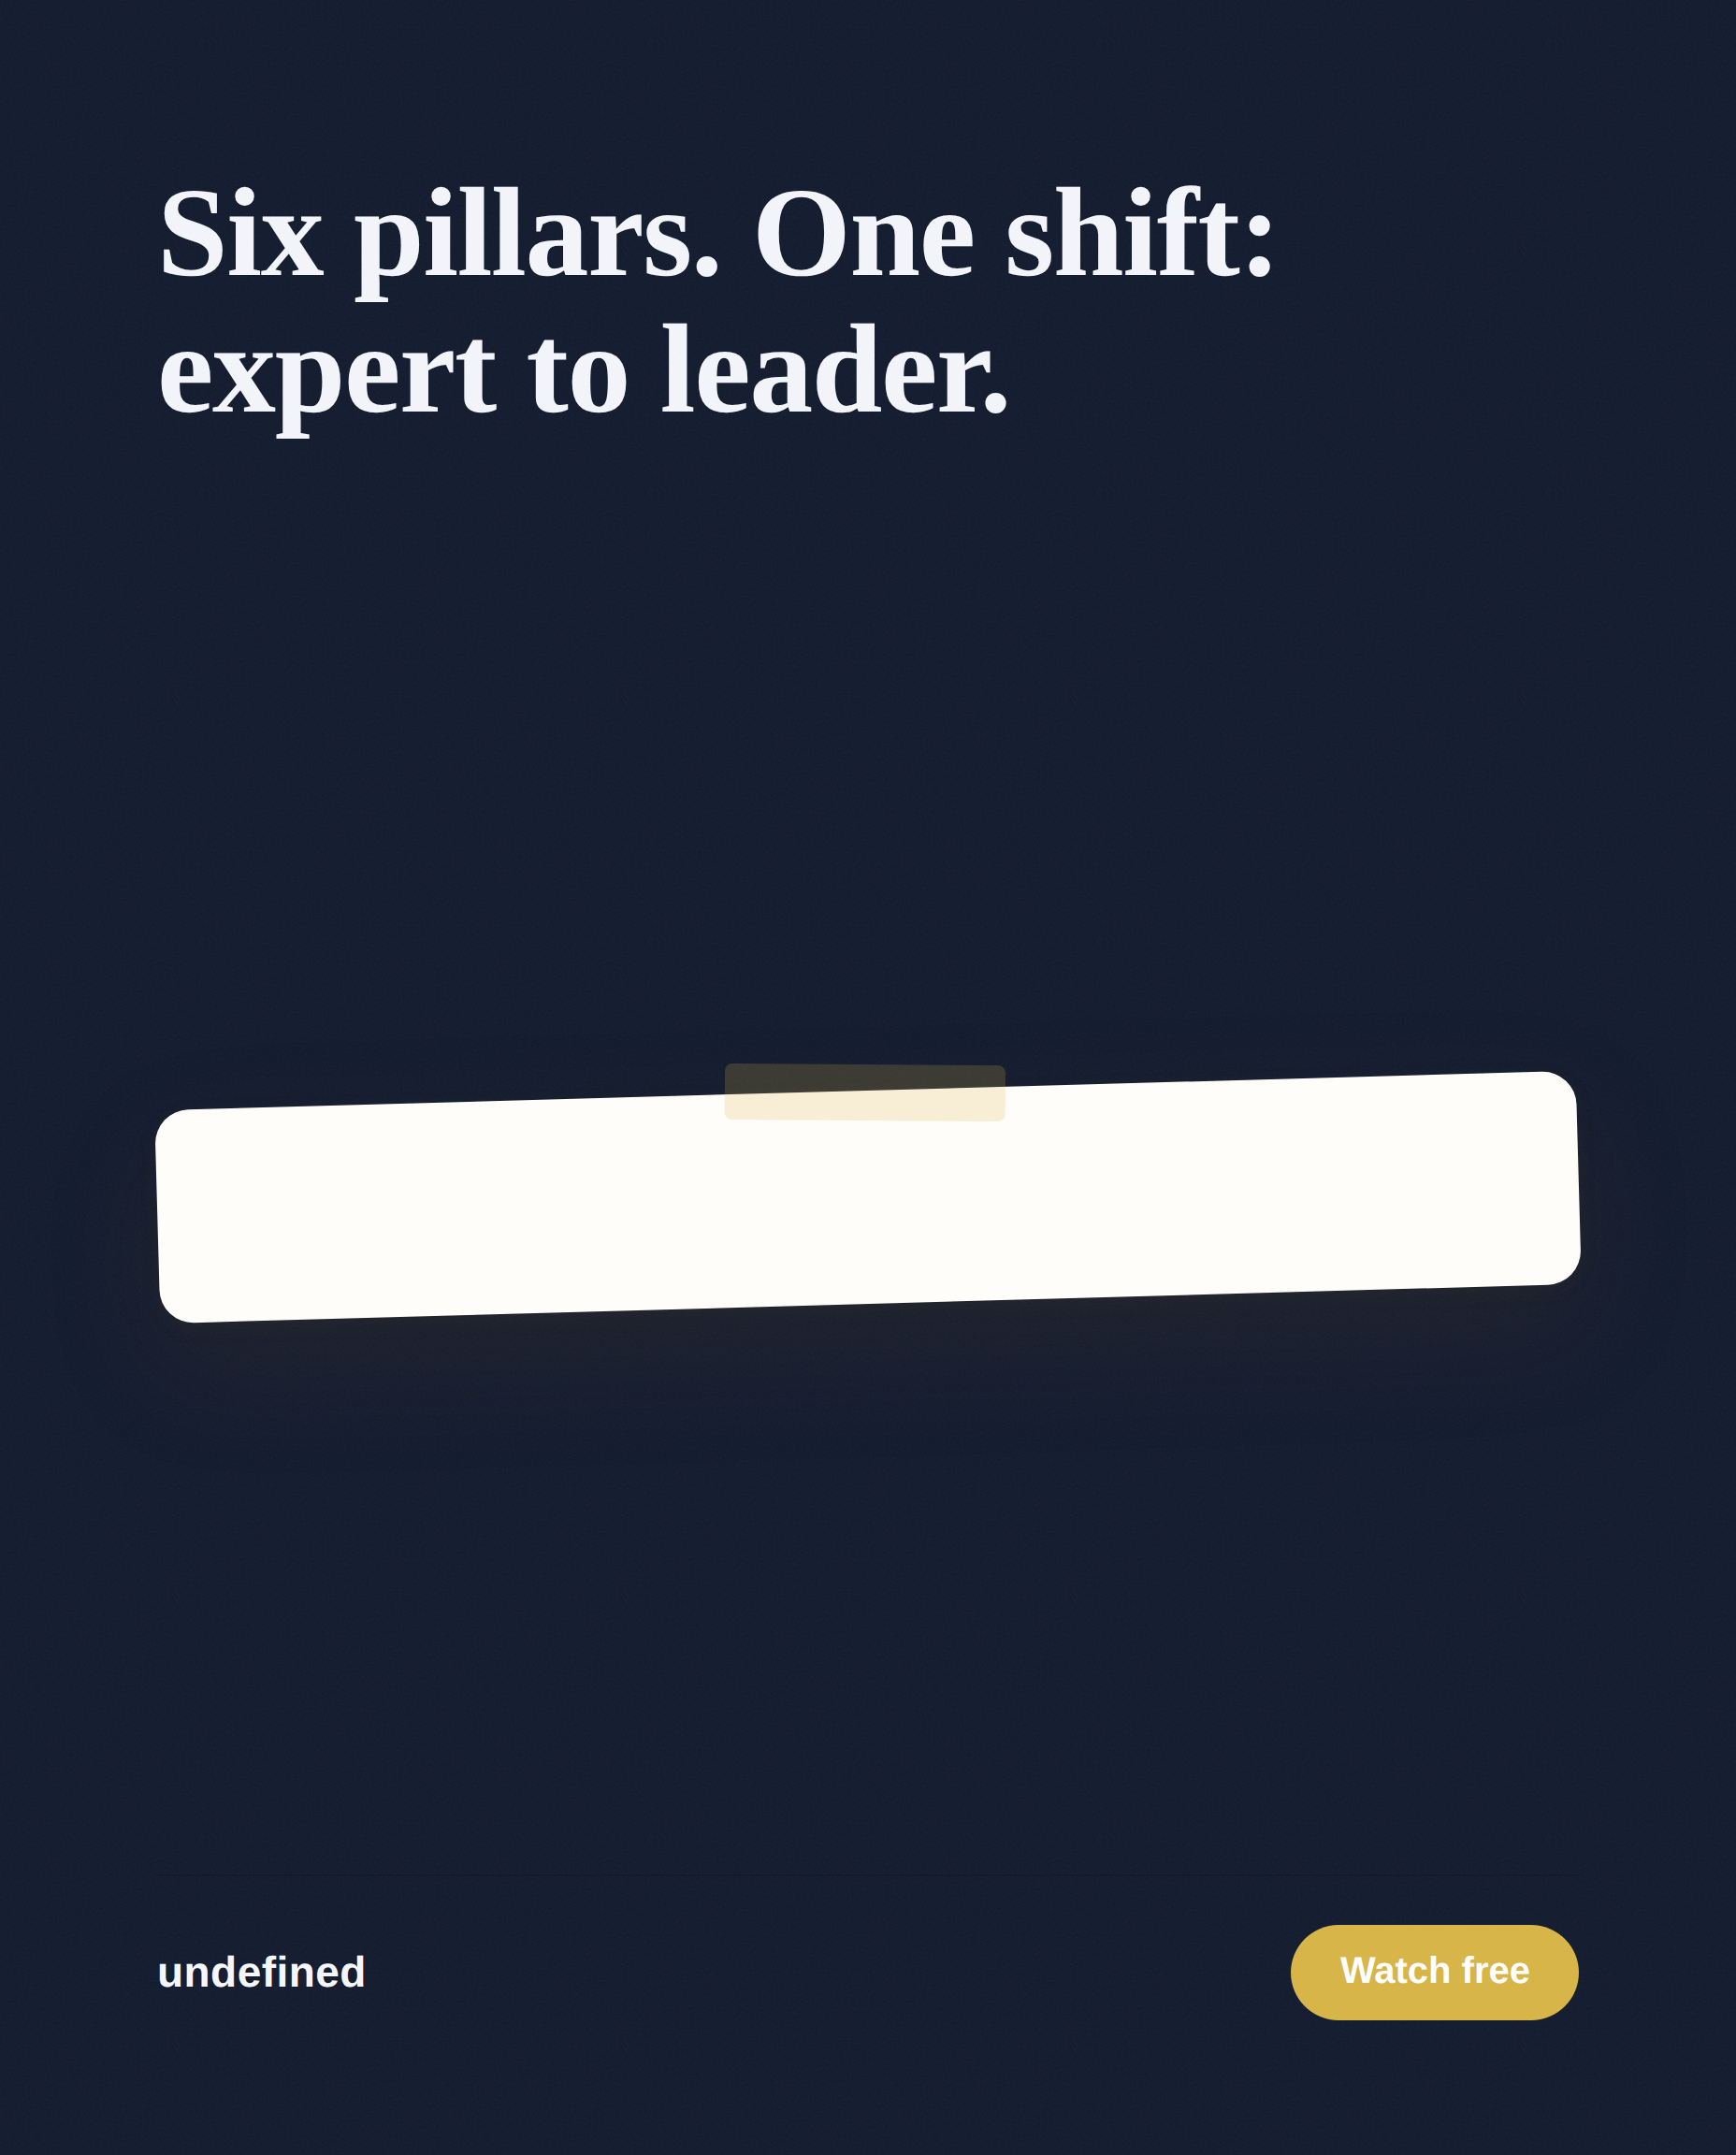 Six pillars. One shift:
expert to leader.
undefined
Watch free